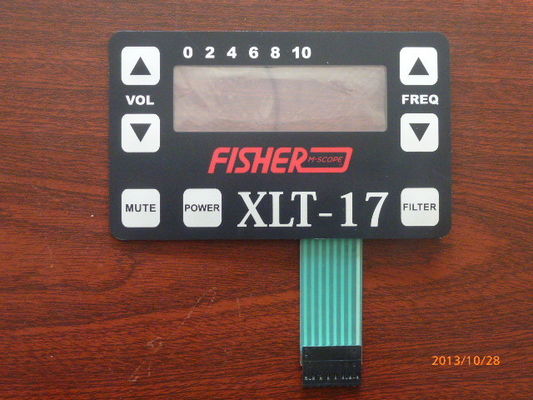 0 2 4 6 8 10
VOL
FREQ
FISHER M-SCOPE
MUTE
POWER
XLT-17
FILTER
2013/10/28